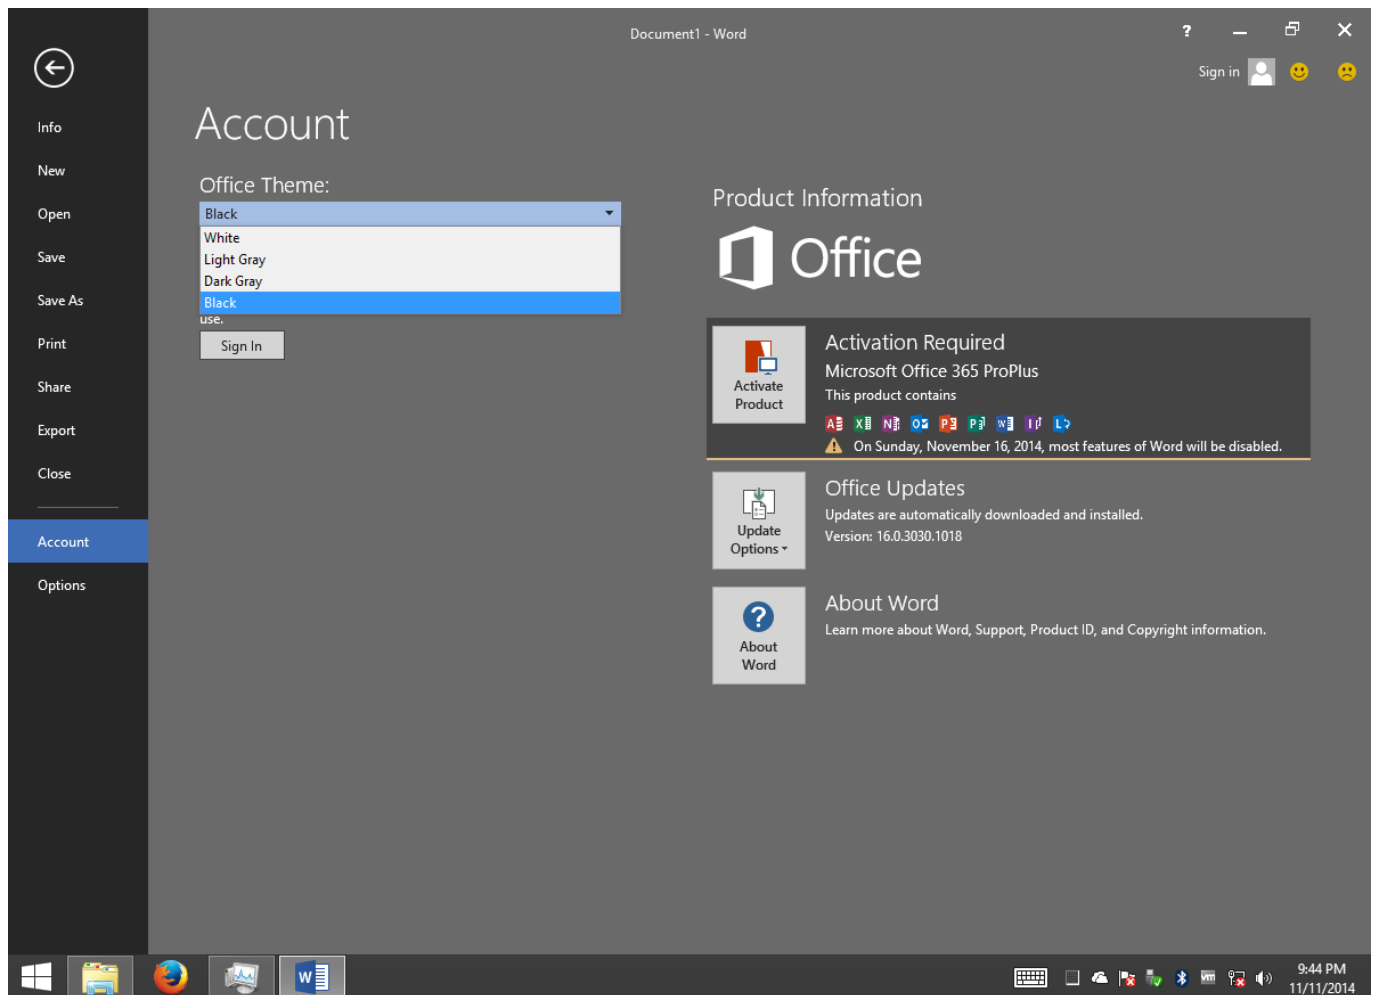 Document1 - Word
?
Sign in
Info
New
Open
Save
Save As
Print
Share
Export
Close
Account
Options
Account
Office Theme:
Black
White
Light Gray
Dark Gray
Black
use.
Sign In
Product Information
Office
Activate
Product
Activation Required
Microsoft Office 365 ProPlus
This product contains
On Sunday, November 16, 2014, most features of Word will be disabled.
Update
Options
Office Updates
Updates are automatically downloaded and installed.
Version: 16.0.3030.1018
?
About
Word
About Word
Learn more about Word, Support, Product ID, and Copyright information.
W
vm
9:44 PM
11/11/2014